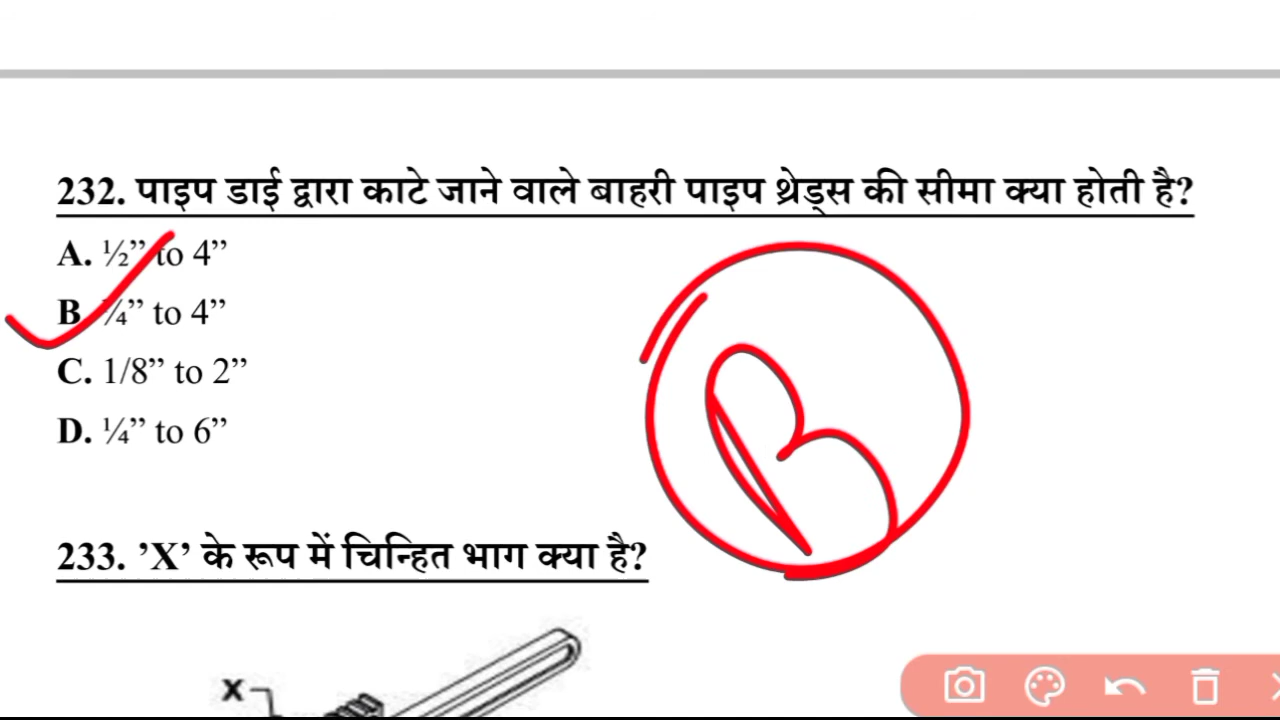 232. पाइप डाई द्वारा काटे जाने वाले बाहरी पाइप थ्रेड्स की सीमा क्या होती है?
A. ½” to 4”
B. ¼” to 4”
C. 1/8” to 2”
D. ¼” to 6”
B
233. ’X’ के रूप में चिन्हित भाग क्या है?
X